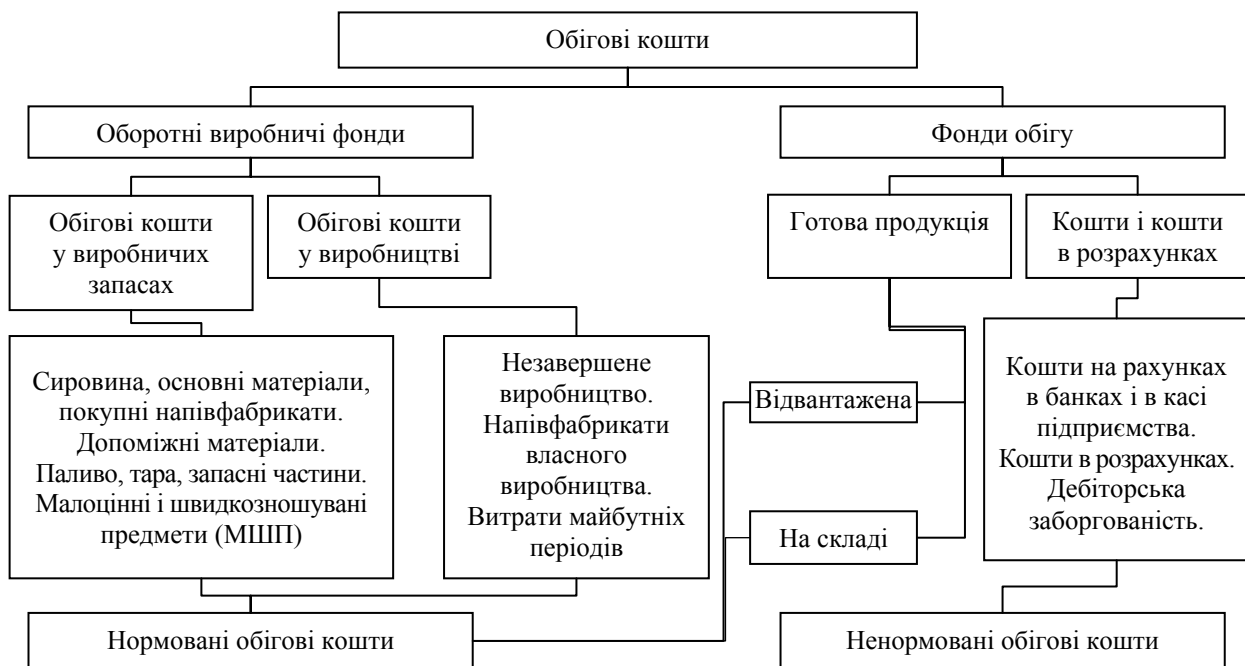 Обігові кошти
Оборотні виробничі фонди
Фонди обігу
Обігові кошти
у виробничих
запасах
Обігові кошти
у виробництві
Готова продукція
Кошти і кошти
в розрахунках
Сировина, основні матеріали,
покупні напівфабрикати.
Допоміжні матеріали.
Паливо, тара, запасні частини.
Малоцінні і швидкозношувані
предмети (МШП)
Незавершене
виробництво.
Напівфабрикати
власного
виробництва.
Витрати майбутніх
періодів
Відвантажена
На складі
Кошти на рахунках
в банках і в касі
підприємства.
Кошти в розрахунках.
Дебіторська
заборгованість.
Нормовані обігові кошти
Ненормовані обігові кошти